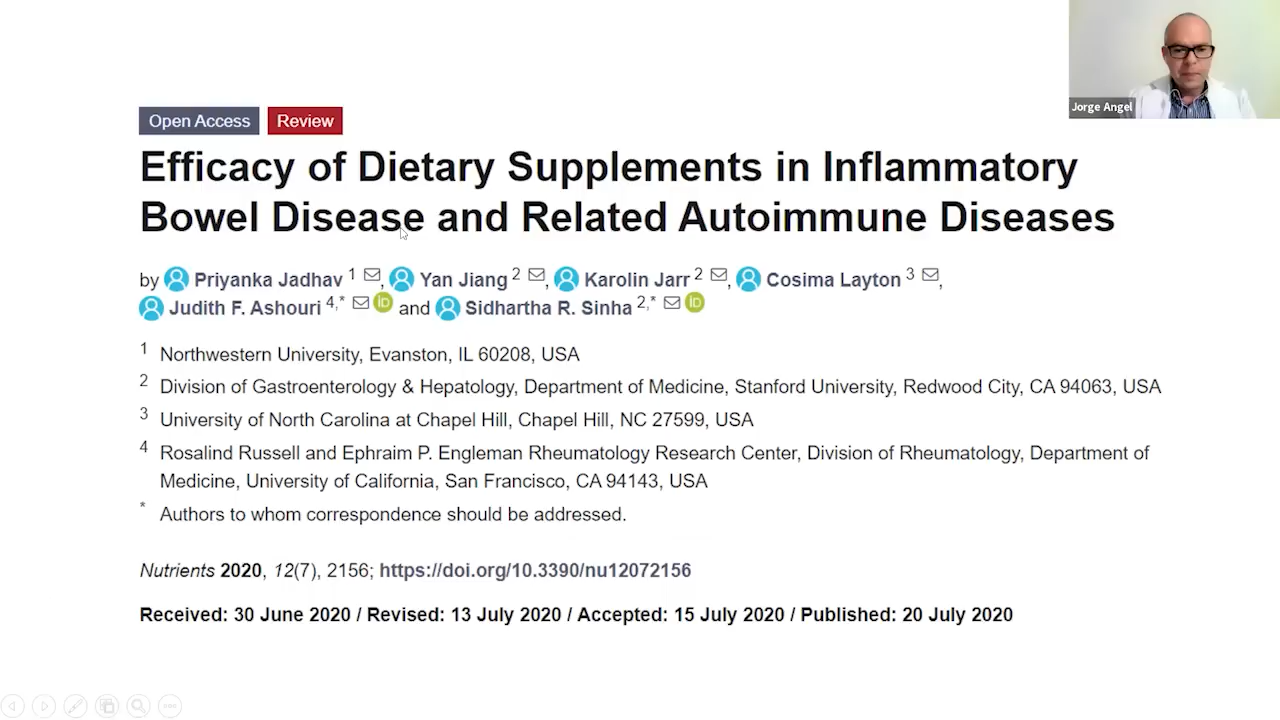 Jorge Angel
Open Access Review
Efficacy of Dietary Supplements in Inflammatory
Bowel Disease and Related Autoimmune Diseases
by Priyanka Jadhav 1, Yan Jiang 2, Karolin Jarr 2, Cosima Layton 3,
Judith F. Ashouri 4,* iD and Sidhartha R. Sinha 2,* iD
1 Northwestern University, Evanston, IL 60208, USA
2 Division of Gastroenterology & Hepatology, Department of Medicine, Stanford University, Redwood City, CA 94063, USA
3 University of North Carolina at Chapel Hill, Chapel Hill, NC 27599, USA
4 Rosalind Russell and Ephraim P. Engleman Rheumatology Research Center, Division of Rheumatology, Department of
Medicine, University of California, San Francisco, CA 94143, USA
* Authors to whom correspondence should be addressed.
Nutrients 2020, 12(7), 2156; https://doi.org/10.3390/nu12072156
Received: 30 June 2020 / Revised: 13 July 2020 / Accepted: 15 July 2020 / Published: 20 July 2020